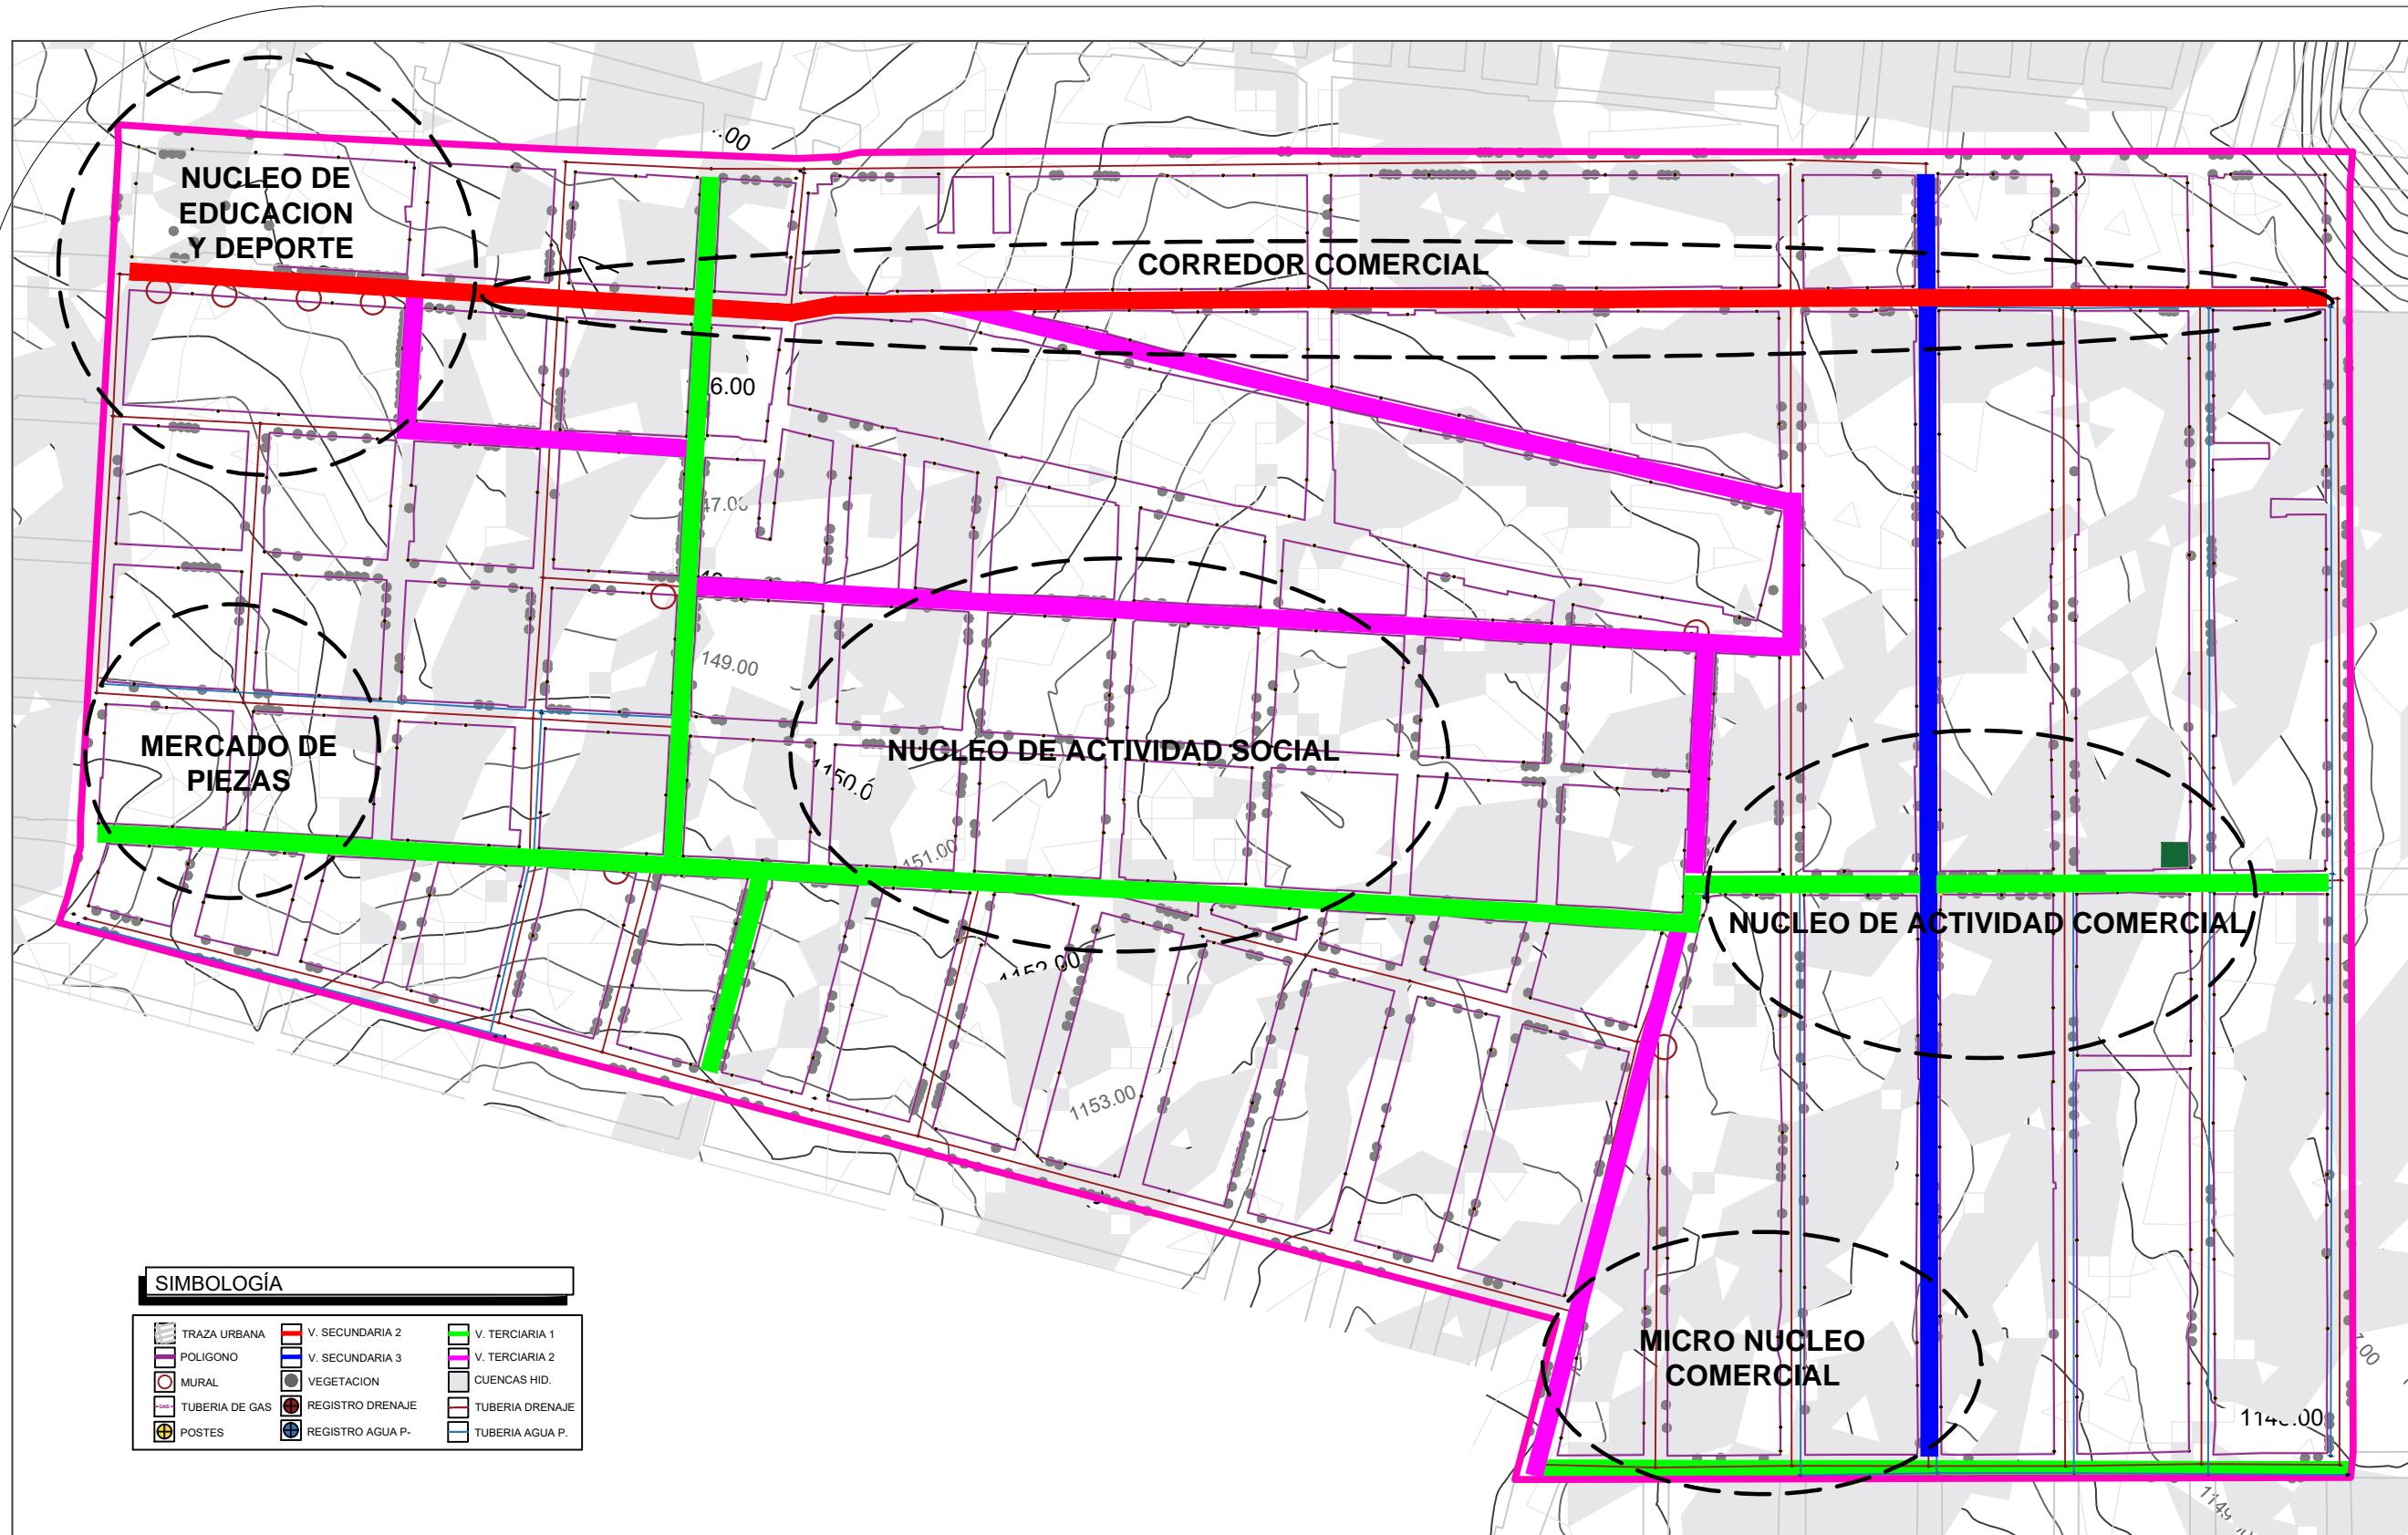 NUCLEO DE
EDUCACION
Y DEPORTE
CORREDOR COMERCIAL
149.00
MERCADO DE
PIEZAS
NUCLEO DE ACTIVIDAD SOCIAL
151.00
NUCLEO DE ACTIVIDAD COMERCIAL
1152.00
1153.00
MICRO NUCLEO
COMERCIAL
SIMBOLOGÍA
TRAZA URBANA
V. SECUNDARIA 2
V. TERCIARIA 1
POLIGONO
V. SECUNDARIA 3
V. TERCIARIA 2
MURAL
VEGETACION
CUENCAS HID.
TUBERIA DE GAS
REGISTRO DRENAJE
TUBERIA DRENAJE
POSTES
REGISTRO AGUA P-
TUBERIA AGUA P.